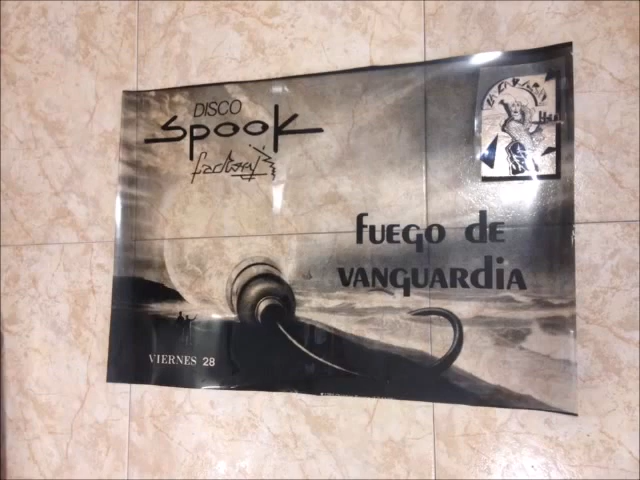 DISCO
SPOOK
factory
fuego de
vanguardia
VIERNES 28